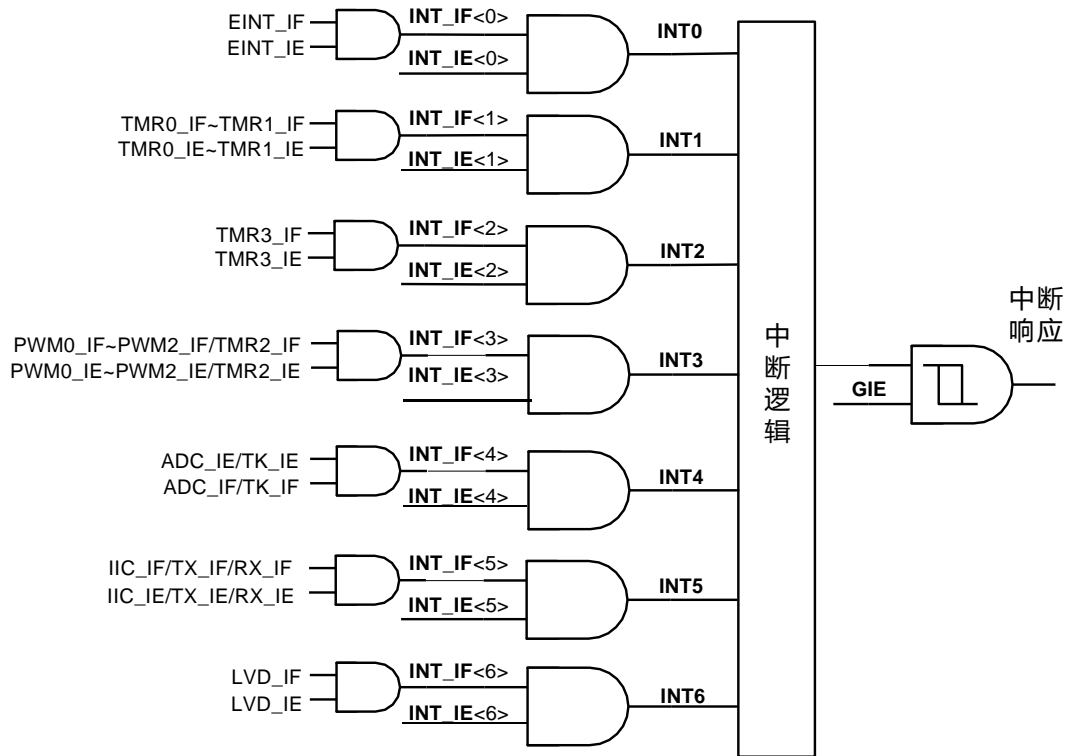 EINT_IF
EINT_IE
INT_IF<0>
INT_IE<0>
INT0
TMR0_IF~TMR1_IF
TMR0_IE~TMR1_IE
INT_IF<1>
INT_IE<1>
INT1
TMR3_IF
TMR3_IE
INT_IF<2>
INT_IE<2>
INT2
PWM0_IF~PWM2_IF/TMR2_IF
PWM0_IE~PWM2_IE/TMR2_IE
INT_IF<3>
INT_IE<3>
INT3
ADC_IE/TK_IE
ADC_IF/TK_IF
INT_IF<4>
INT_IE<4>
INT4
IIC_IF/TX_IF/RX_IF
IIC_IE/TX_IE/RX_IE
INT_IF<5>
INT_IE<5>
INT5
LVD_IF
LVD_IE
INT_IF<6>
INT_IE<6>
INT6
中断逻辑
GIE
中断
响应